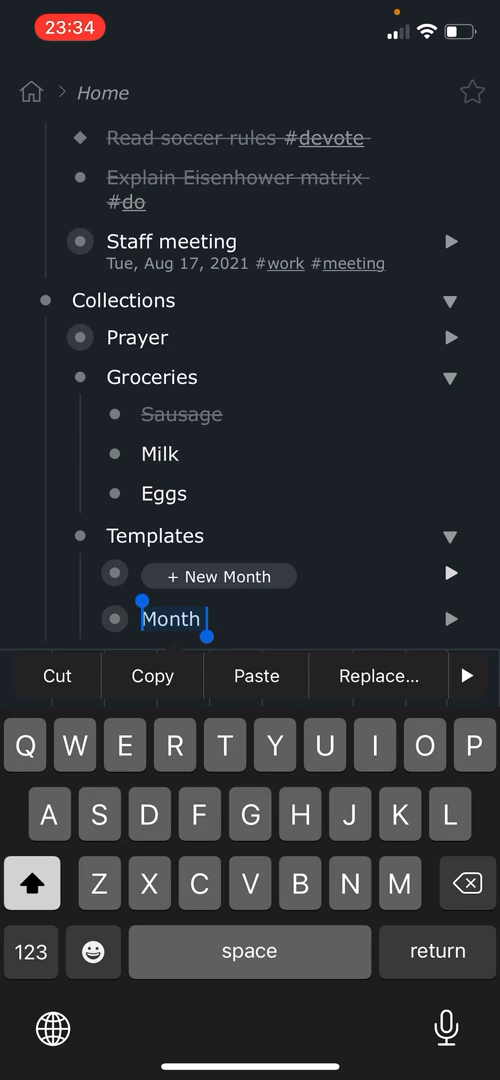 23:34
Home
Read soccer rules #devote
Explain Eisenhower matrix
#do
Staff meeting
Tue, Aug 17, 2021 #work #meeting
Collections
Prayer
Groceries
Sausage
Milk
Eggs
Templates
+ New Month
Month
Cut Copy Paste Replace...
Q W E R T Y U I O P
A S D F G H J K L
Z X C V B N M
123 space return